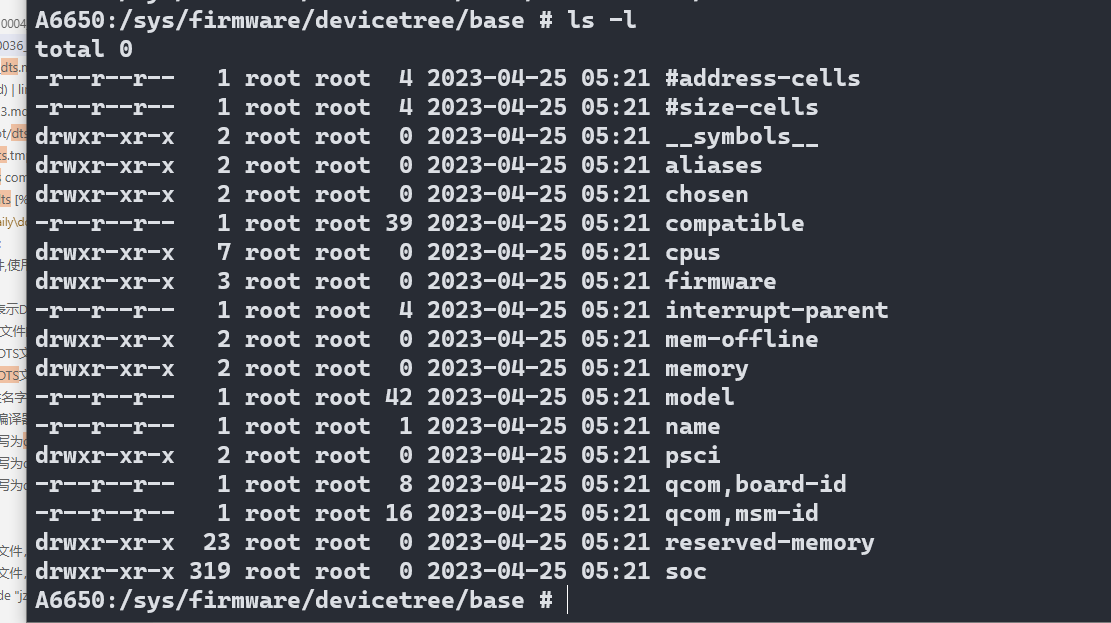 A6650:/sys/firmware/devicetree/base # ls -l
total 0
-r--r--r-- 1 root root 4 2023-04-25 05:21 #address-cells
-r--r--r-- 1 root root 4 2023-04-25 05:21 #size-cells
drwxr-xr-x 2 root root 0 2023-04-25 05:21 __symbols__
drwxr-xr-x 2 root root 0 2023-04-25 05:21 aliases
drwxr-xr-x 2 root root 0 2023-04-25 05:21 chosen
-r--r--r-- 1 root root 39 2023-04-25 05:21 compatible
drwxr-xr-x 7 root root 0 2023-04-25 05:21 cpus
drwxr-xr-x 3 root root 0 2023-04-25 05:21 firmware
-r--r--r-- 1 root root 4 2023-04-25 05:21 interrupt-parent
drwxr-xr-x 2 root root 0 2023-04-25 05:21 mem-offline
drwxr-xr-x 2 root root 0 2023-04-25 05:21 memory
-r--r--r-- 1 root root 42 2023-04-25 05:21 model
-r--r--r-- 1 root root 1 2023-04-25 05:21 name
drwxr-xr-x 2 root root 0 2023-04-25 05:21 psci
-r--r--r-- 1 root root 8 2023-04-25 05:21 qcom,board-id
-r--r--r-- 1 root root 16 2023-04-25 05:21 qcom,msm-id
drwxr-xr-x 23 root root 0 2023-04-25 05:21 reserved-memory
drwxr-xr-x 319 root root 0 2023-04-25 05:21 soc
A6650:/sys/firmware/devicetree/base #